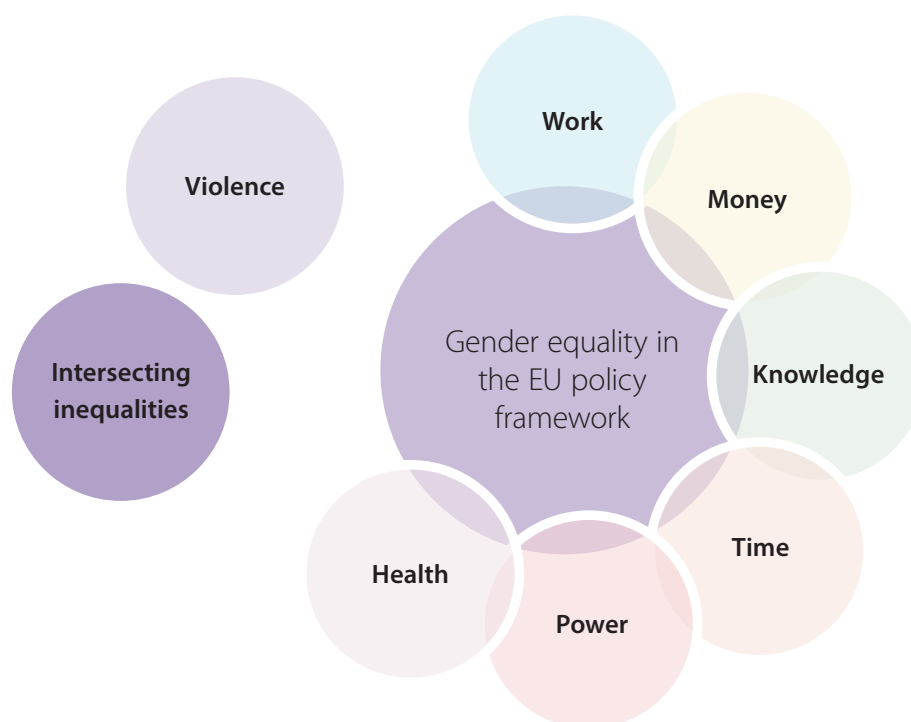 Work
Violence
Money
Gender equality in
the EU policy
framework
Knowledge
Intersecting
inequalities
Time
Health
Power